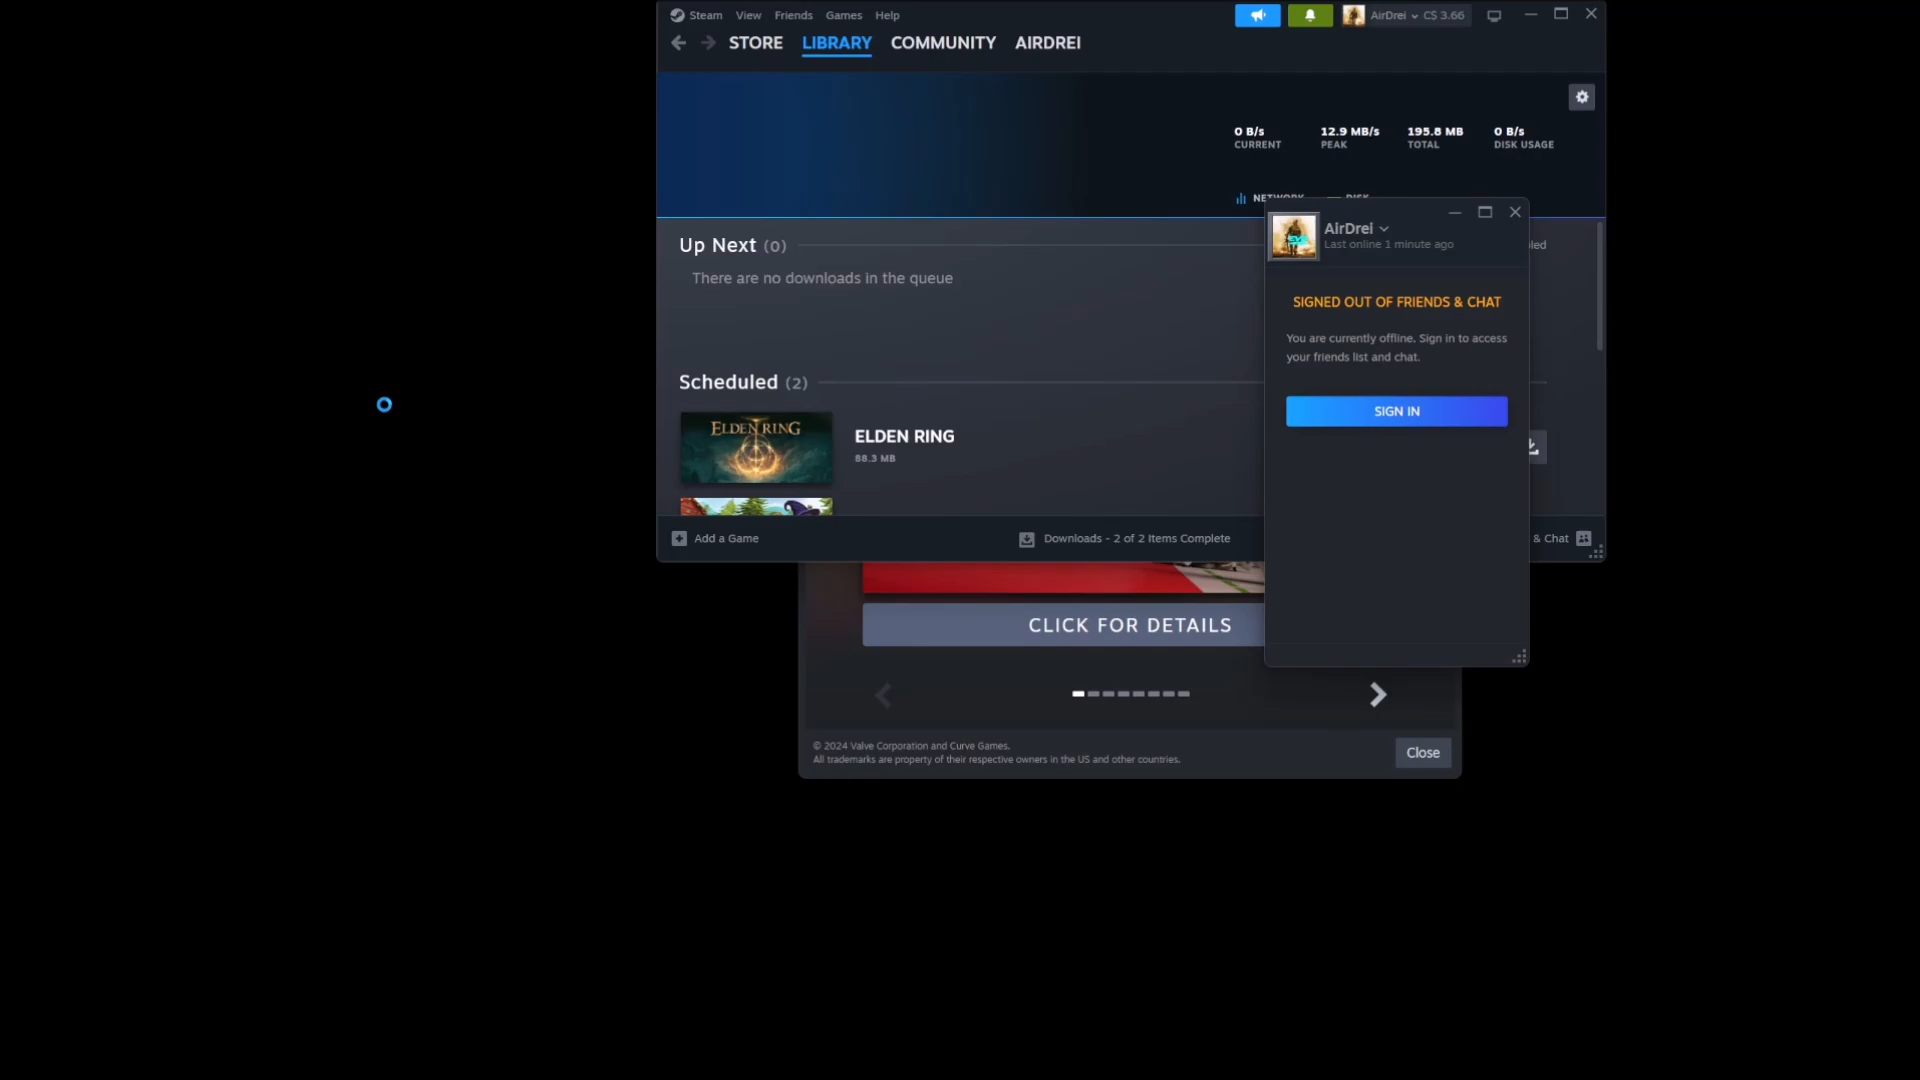 Steam View Friends Games Help
AirDrei C$ 3.66
STORE LIBRARY COMMUNITY AIRDREI
0 B/s 12.9 MB/s 195.8 MB 0 B/s
CURRENT PEAK TOTAL DISK USAGE
NETWORK DISK
Up Next (0)
There are no downloads in the queue
Scheduled (2)
ELDEN RING
ELDEN RING
88.3 MB
Add a Game
Downloads - 2 of 2 Items Complete
& Chat
AirDrei
Last online 1 minute ago
SIGNED OUT OF FRIENDS & CHAT
You are currently offline. Sign in to access
your friends list and chat.
SIGN IN
CLICK FOR DETAILS
© 2024 Valve Corporation and Curve Games.
All trademarks are property of their respective owners in the US and other countries.
Close